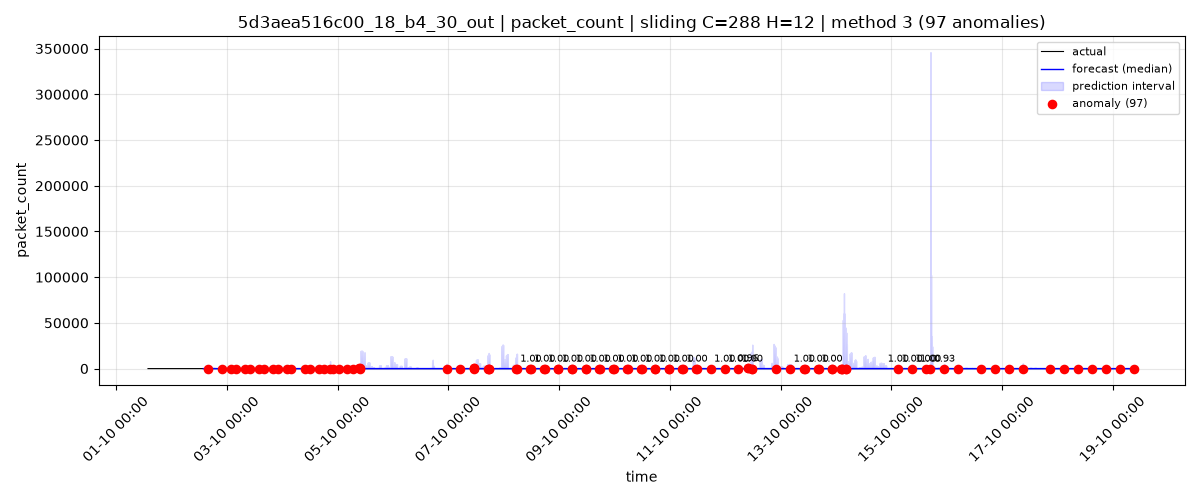 5d3aea516c00_18_b4_30_out | packet_count | sliding C=288 H=12 | method 3 (97 anomalies)
actual
forecast (median)
prediction interval
anomaly (97)
packet_count
350000
300000
250000
200000
150000
100000
50000
0
01-10 00:00
03-10 00:00
05-10 00:00
07-10 00:00
09-10 00:00
11-10 00:00
13-10 00:00
15-10 00:00
17-10 00:00
19-10 00:00
time